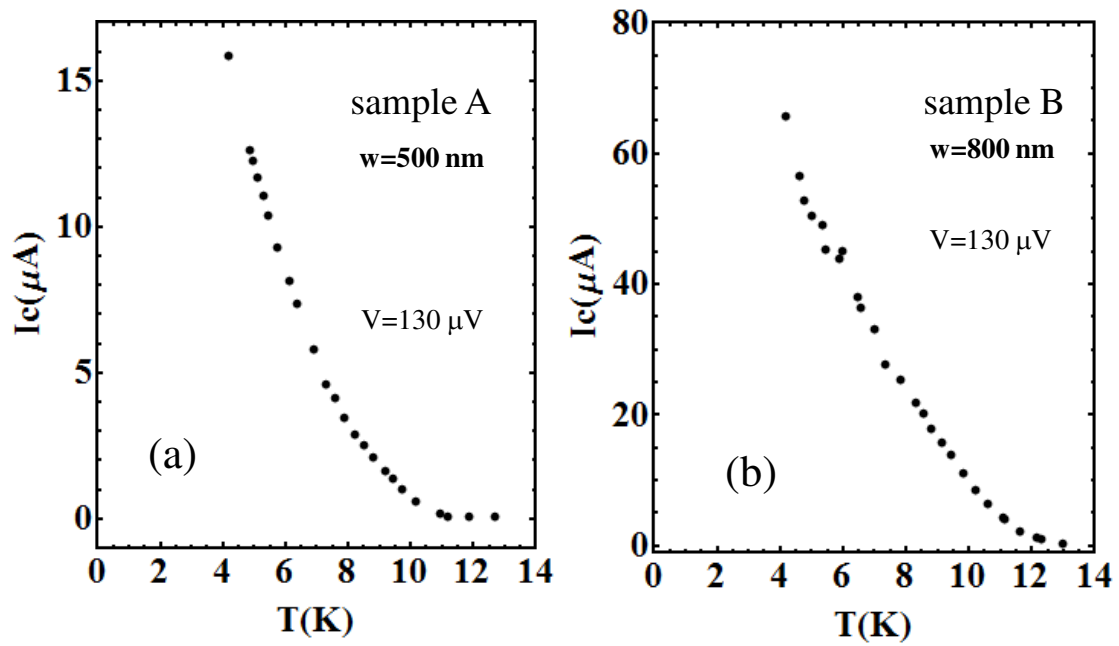 15
10
5
0
Ic(μA)
sample A
w=500 nm
V=130 μV
(a)
0 2 4 6 8 10 12 14
T(K)
80
60
40
20
0
Ic(μA)
sample B
w=800 nm
V=130 μV
(b)
0 2 4 6 8 10 12 14
T(K)